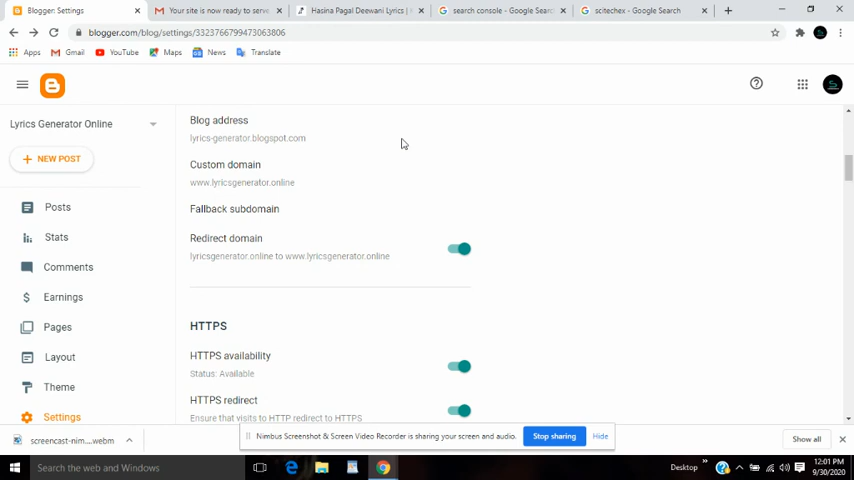 Blogger: Settings
Your site is now ready to serve
Hasina Pagal Deewani Lyrics |
search console - Google Sear
scitechex - Google Search
blogger.com/blog/settings/3323766799473063806
Apps
Gmail
YouTube
Maps
News
Translate
Lyrics Generator Online
+ NEW POST
Posts
Stats
Comments
$ Earnings
Pages
Layout
Theme
Settings
Blog address
lyrics-generator.blogspot.com
Custom domain
www.lyricsgenerator.online
Fallback subdomain
Redirect domain
lyricsgenerator.online to www.lyricsgenerator.online
HTTPS
HTTPS availability
Status: Available
HTTPS redirect
Ensure that visits to HTTP redirect to HTTPS
screencast-nim....webm
Nimbus Screenshot & Screen Video Recorder is sharing your screen and audio.
Stop sharing
Hide
Show all
Search the web and Windows
Desktop
12:01 PM
9/30/2020